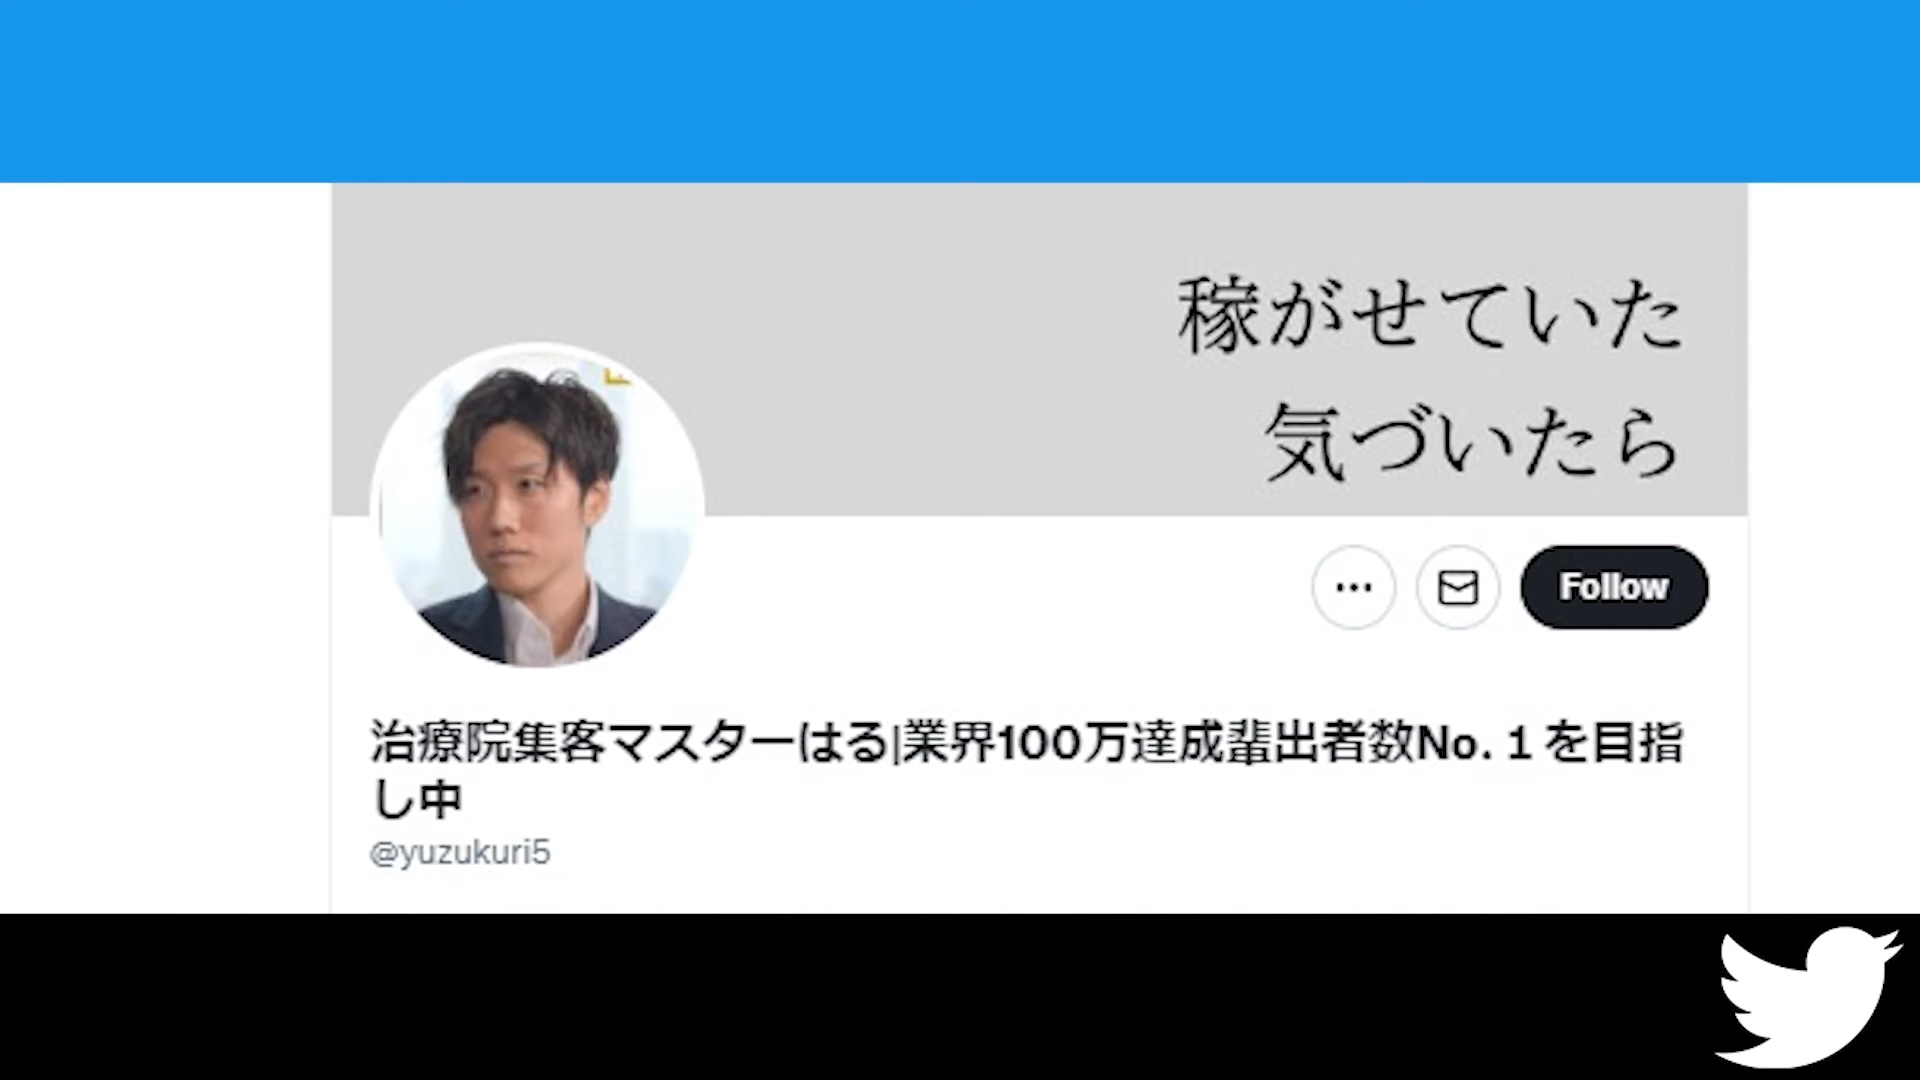 稼がせていた
気づいたら
Follow
治療院集客マスターはる|業界100万達成輩出者数No.１を目指
し中
@yuzukuri5